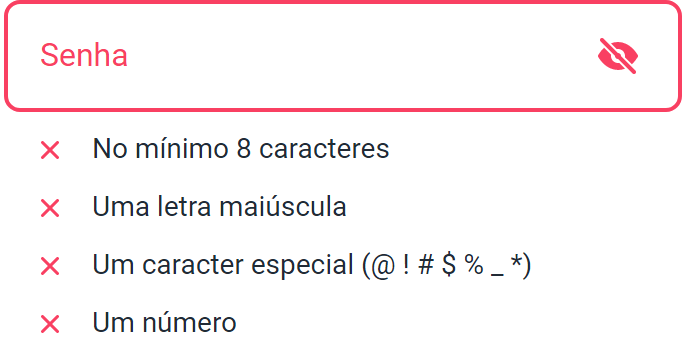 Senha
No mínimo 8 caracteres
Uma letra maiúscula
Um caracter especial (@ ! # $ % _ *)
Um número